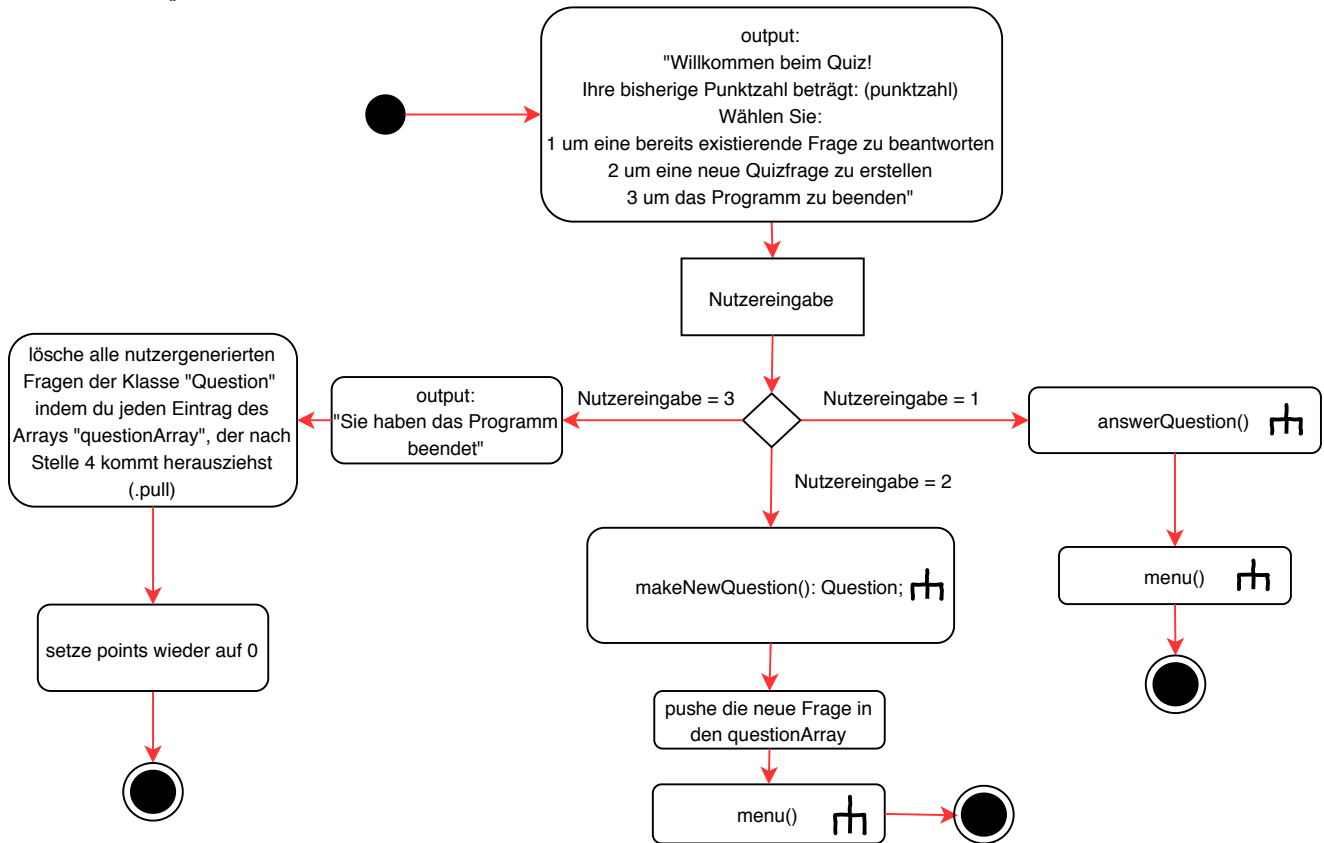 output:
"Willkommen beim Quiz!
Ihre bisherige Punktzahl beträgt: (punktzahl)
Wählen Sie:
1 um eine bereits existierende Frage zu beantworten
2 um eine neue Quizfrage zu erstellen
3 um das Programm zu beenden"
Nutzereingabe
lösche alle nutzergenerierten
Fragen der Klasse "Question"
indem du jeden Eintrag des
Arrays "questionArray", der nach
Stelle 4 kommt herausziehst
(.pull)
output:
"Sie haben das Programm
beendet"
Nutzereingabe = 3
Nutzereingabe = 1
answerQuestion()
Nutzereingabe = 2
makeNewQuestion(): Question;
menu()
setze points wieder auf 0
pushe die neue Frage in
den questionArray
menu()